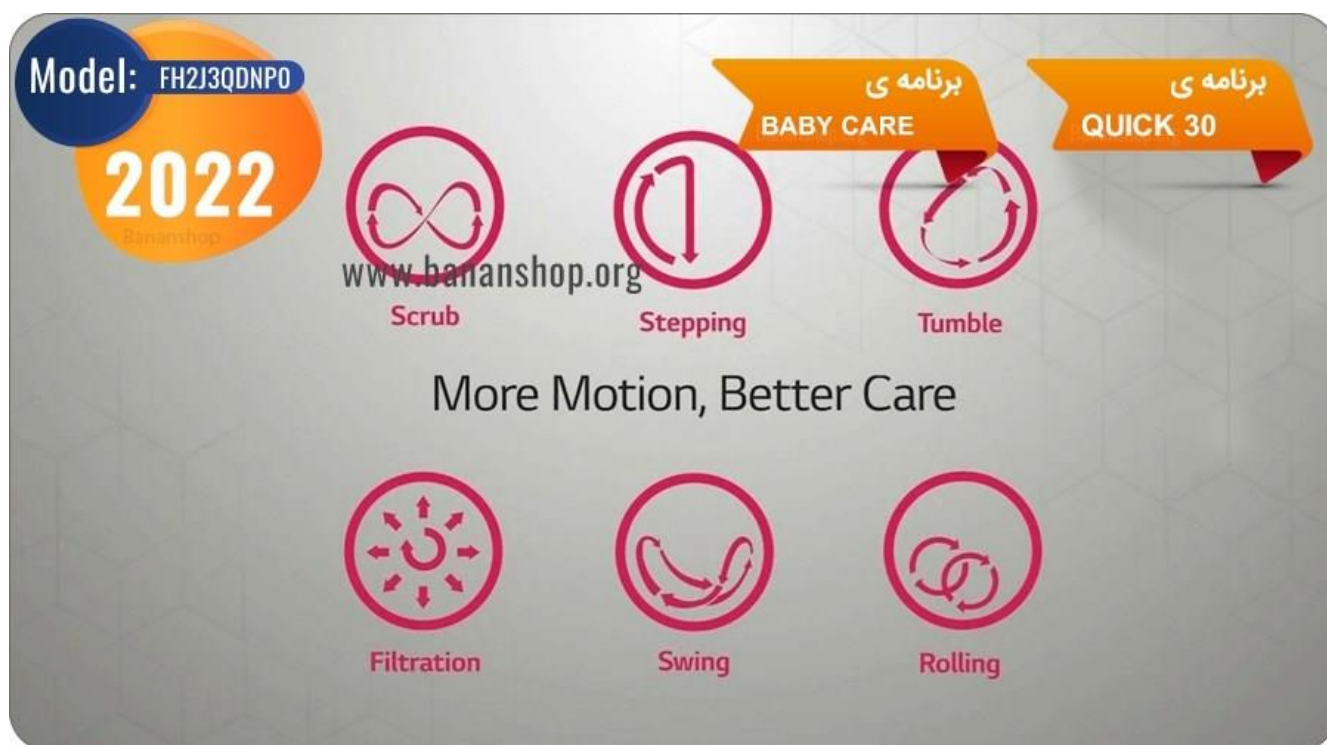 Model: FH2J3QDNP0
2022
Bananshop
برنامه ی
BABY CARE
برنامه ی
QUICK 30
www.bananshop.org
Scrub
Stepping
Tumble
More Motion, Better Care
Filtration
Swing
Rolling